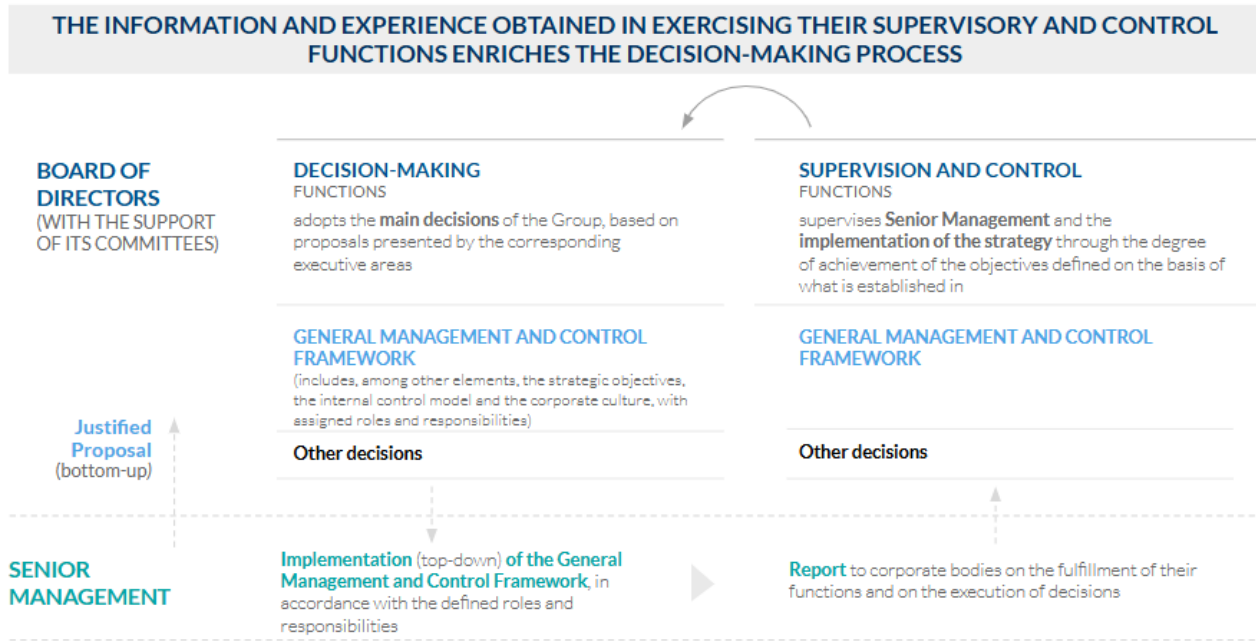 THE INFORMATION AND EXPERIENCE OBTAINED IN EXERCISING THEIR SUPERVISORY AND CONTROL
FUNCTIONS ENRICHES THE DECISION-MAKING PROCESS
BOARD OF
DIRECTORS
(WITH THE SUPPORT
OF ITS COMMITTEES)
DECISION-MAKING
FUNCTIONS
adopts the main decisions of the Group, based on
proposals presented by the corresponding
executive areas
SUPERVISION AND CONTROL
FUNCTIONS
supervises Senior Management and the
implementation of the strategy through the degree
of achievement of the objectives defined on the basis of
what is established in
GENERAL MANAGEMENT AND CONTROL
FRAMEWORK
(includes, among other elements, the strategic objectives,
the internal control model and the corporate culture, with
assigned roles and responsibilities)
GENERAL MANAGEMENT AND CONTROL
FRAMEWORK
Justified
Proposal
(bottom-up)
Other decisions
Other decisions
SENIOR
MANAGEMENT
Implementation (top-down) of the General
Management and Control Framework, in
accordance with the defined roles and
responsibilities
Report to corporate bodies on the fulfillment of their
functions and on the execution of decisions